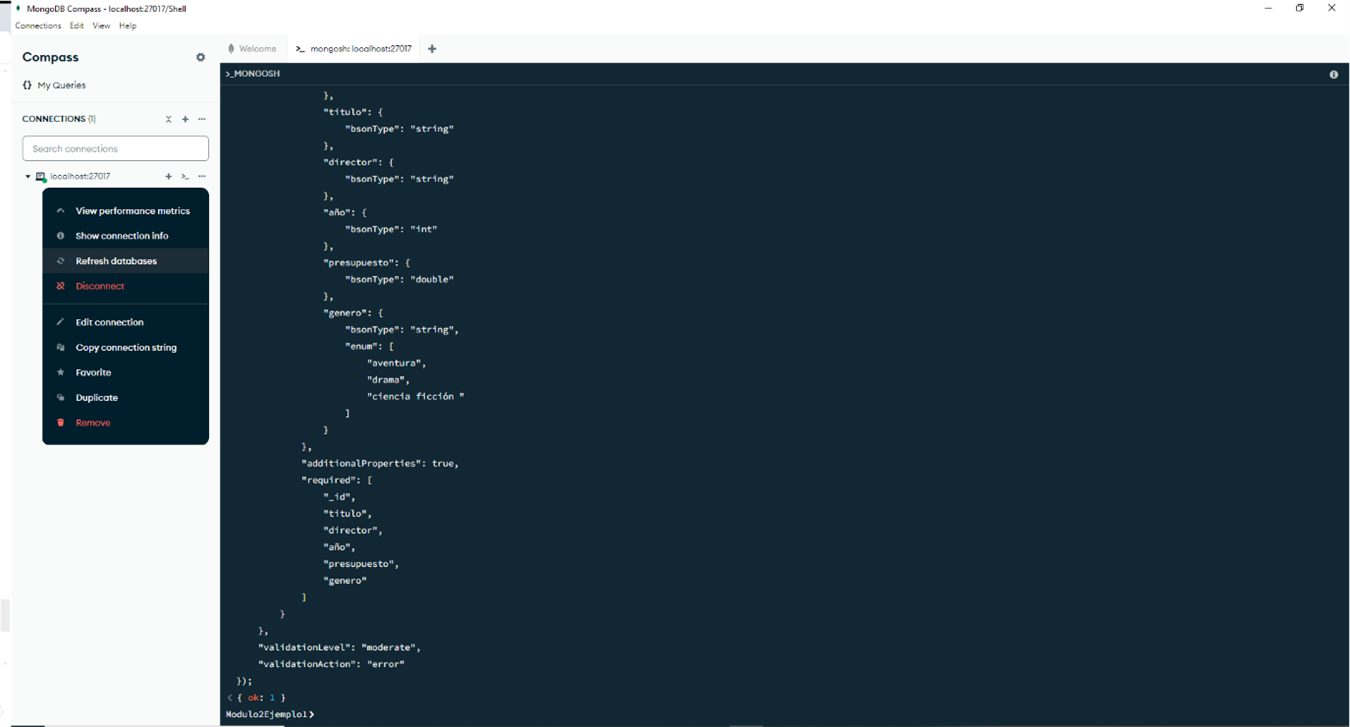 MongoDB Compass - localhost:27017/Shell
Connections Edit View Help
Compass
My Queries
CONNECTIONS (1)
Search connections
localhost:27017
View performance metrics
Show connection info
Refresh databases
Disconnect
Edit connection
Copy connection string
Favorite
Duplicate
Remove
Welcome
>_ mongosh: localhost:27017
>_MONGOSH
},
"titulo": {
"bsonType": "string"
},
"director": {
"bsonType": "string"
},
"año": {
"bsonType": "int"
},
"presupuesto": {
"bsonType": "double"
},
"genero": {
"bsonType": "string",
"enum": [
"aventura",
"drama",
"ciencia ficción "
]
}
},
"additionalProperties": true,
"required": [
"_id",
"titulo",
"director",
"año",
"presupuesto",
"genero"
]
}
},
"validationLevel": "moderate",
"validationAction": "error"
});
< { ok: 1 }
Modulo2Ejemplo1>